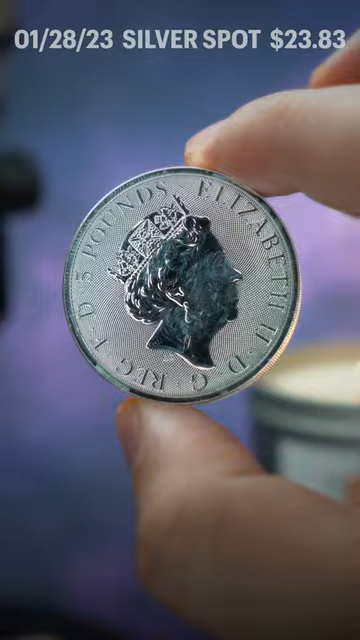 01/28/23 SILVER SPOT $23.83
ELIZABETH II · D · G · REG · F · D · 5 POUNDS ·